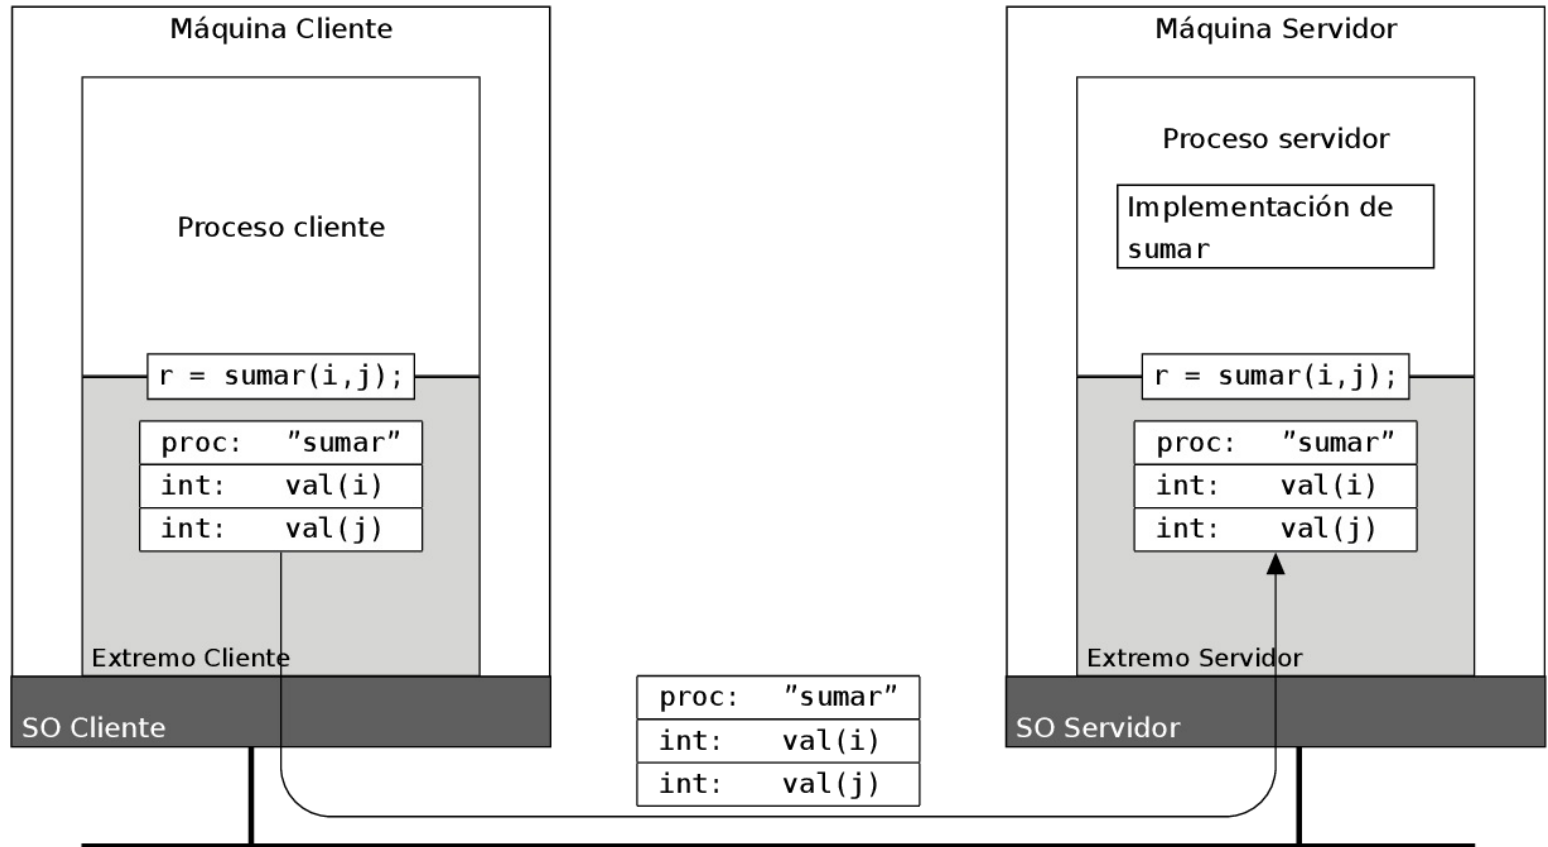 Máquina Cliente
Proceso cliente
r = sumar(i,j);
proc: ”sumar”
int: val(i)
int: val(j)
Extremo Cliente
SO Cliente
proc: ”sumar”
int: val(i)
int: val(j)
Máquina Servidor
Proceso servidor
Implementación de
sumar
r = sumar(i,j);
proc: ”sumar”
int: val(i)
int: val(j)
Extremo Servidor
SO Servidor